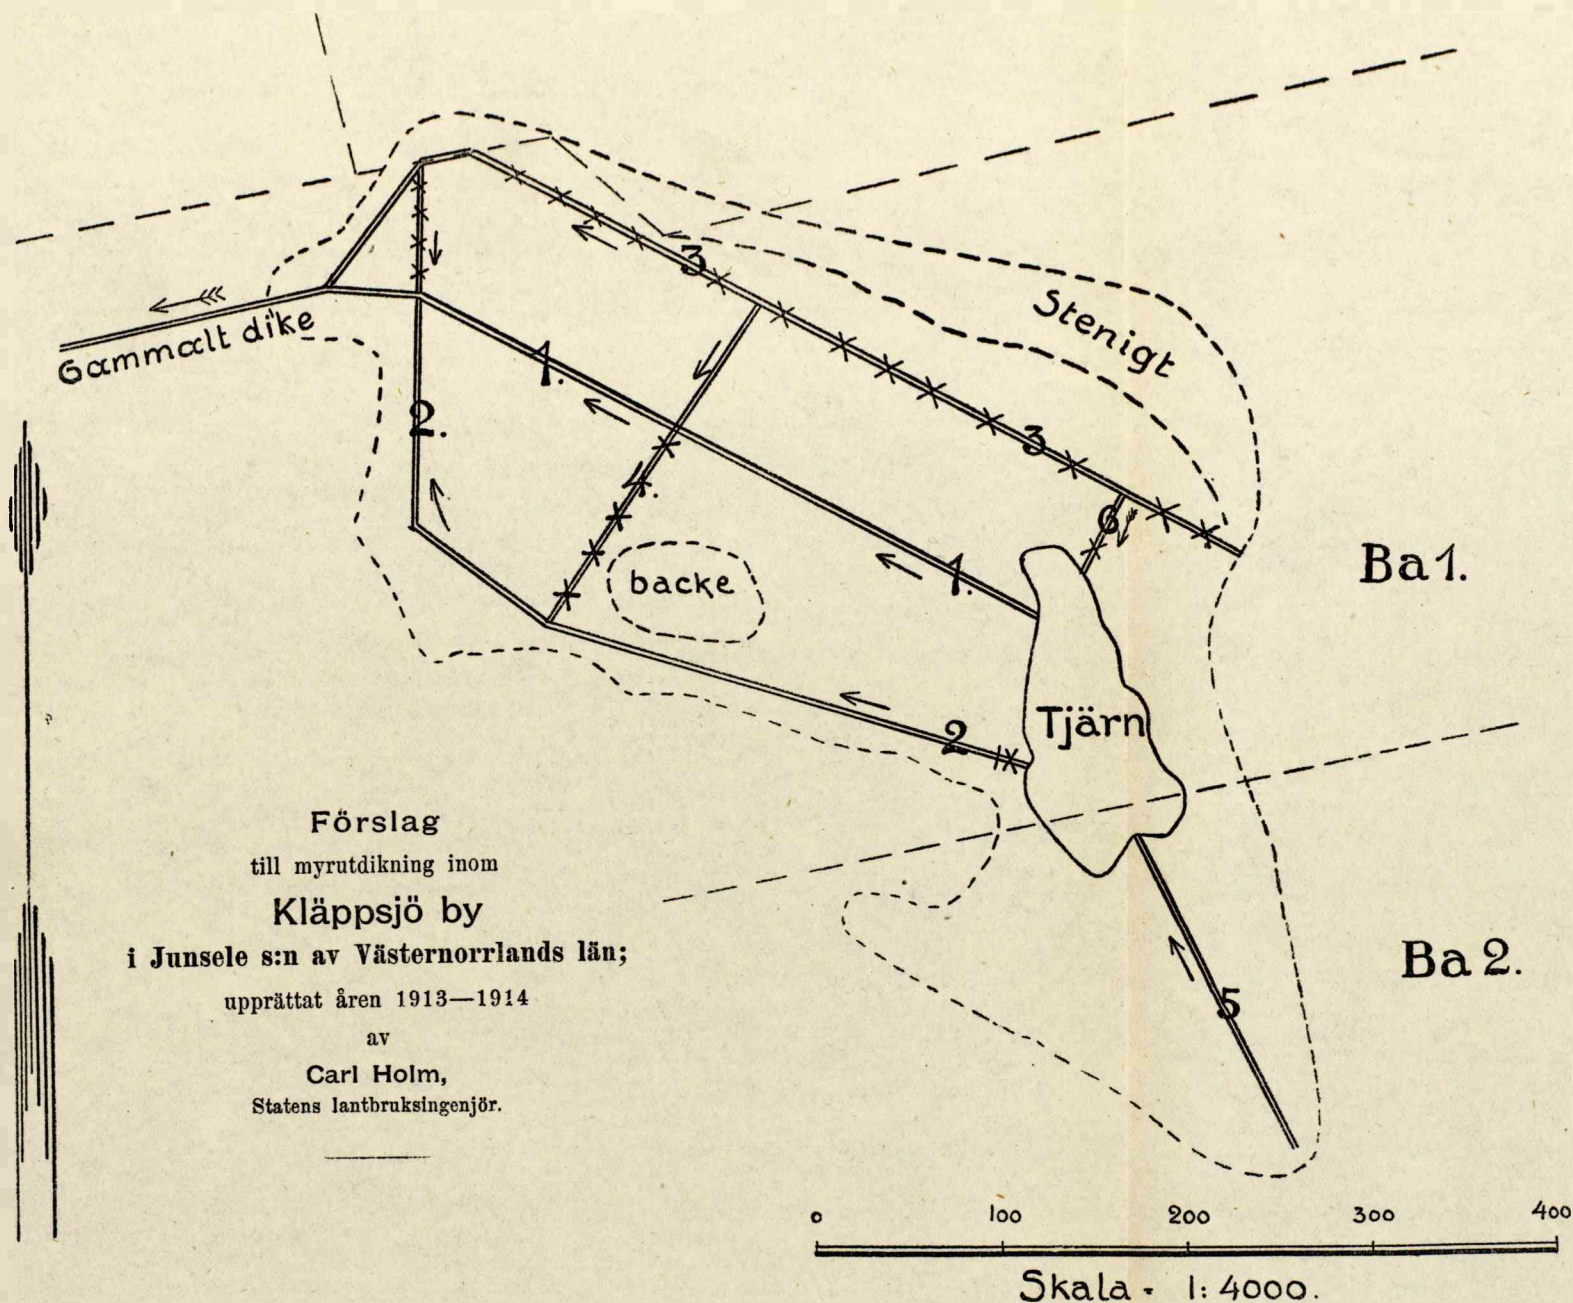 3
Stenigt
Gammalt dike
1.
2.
3
4.
6
backe
1.
Ba 1.
2
Tjärn
Förslag
till myrutdikning inom
Kläppsjö by
i Junsele s:n av Västernorrlands län;
upprättat åren 1913—1914
av
Carl Holm,
Statens lantbruksingenjör.
Ba 2.
5
0 100 200 300 400
Skala - 1: 4000.